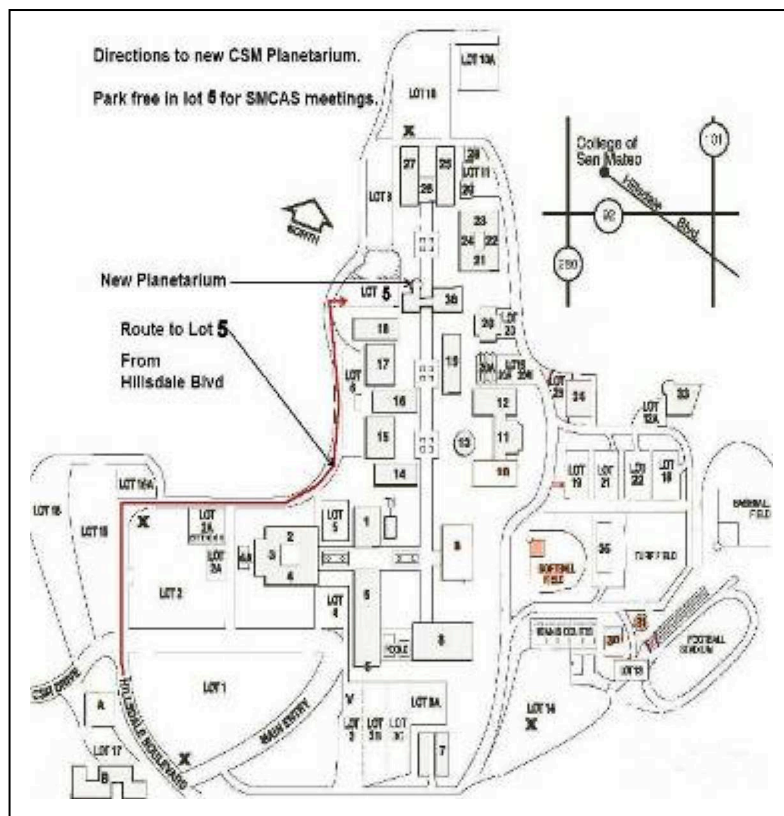 Directions to new CSM Planetarium.
Park free in lot 5 for SMCAS meetings.
LOT 10A
LOT 10
X
27
25
26
28
LOT 11
29
LOT 9
NORTH
23
24
22
21
College of
San Mateo
Hillsdale
Blvd.
101
92
280
New Planetarium
LOT 5
36
Route to Lot 5
From
Hillsdale Blvd
18
17
LOT 6
16
15
14
19
20
LOT 20
20A
12
11
13
10
34
33
LOT
12A
LOT
19
LOT
21
LOT
22
LOT
18
BASEBALL
FIELD
LOT 16A
LOT 16
LOT 15
X
LOT
2A
LOT
2A
LOT 2
LOT
5
1
2
3
4
4A
LOT
4
5
6
8
SOFTBALL
FIELD
35
TURF FIELD
TENNIS COURTS
30
31
LOT 13
FOOTBALL
STADIUM
CSM DRIVE
HILLSDALE BOULEVARD
LOT 1
MAIN ENTRY
A
LOT 17
B
X
LOT
3
LOT
3B
LOT
3C
LOT 3A
7
LOT 14
X